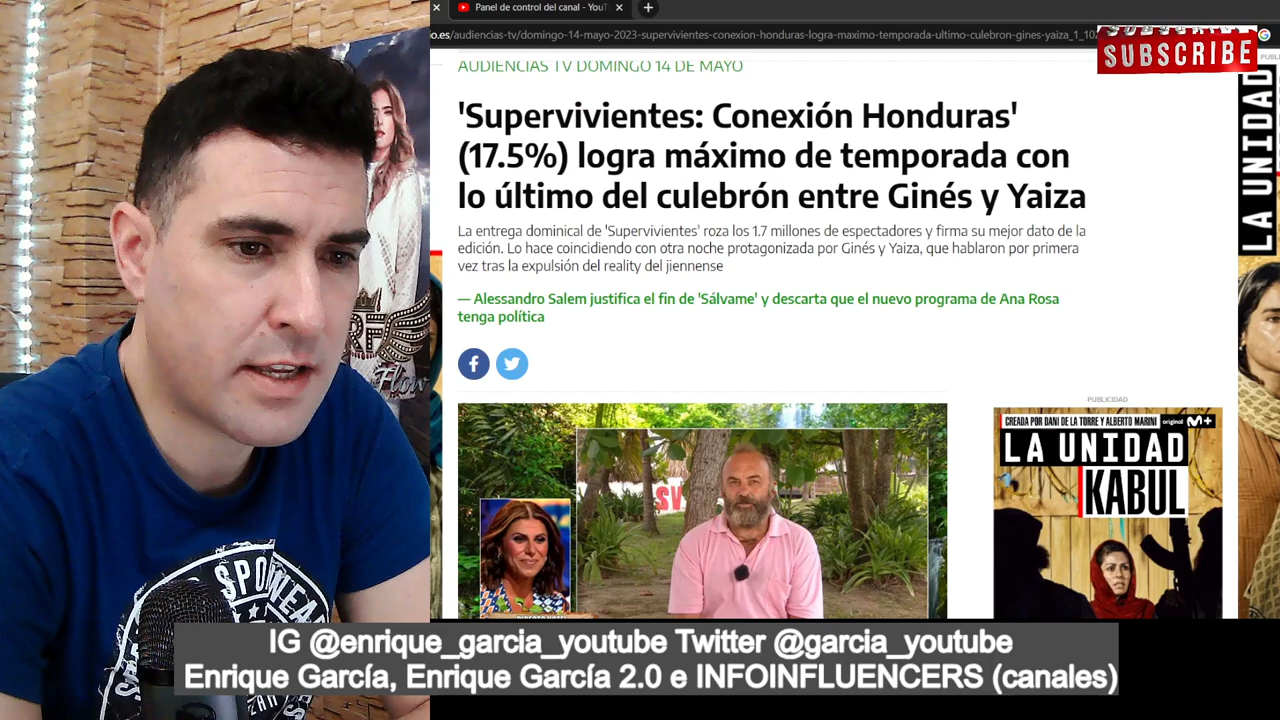 Panel de control del canal - YouT
o.es/audiencias-tv/domingo-14-mayo-2023-supervivientes-conexion-honduras-logra-maximo-temporada-ultimo-culebron-gines-yaiza_1_10
SUBSCRIBE
AUDIENCIAS TV DOMINGO 14 DE MAYO
'Supervivientes: Conexión Honduras'
(17.5%) logra máximo de temporada con
lo último del culebrón entre Ginés y Yaiza
La entrega dominical de 'Supervivientes' roza los 1.7 millones de espectadores y firma su mejor dato de la
edición. Lo hace coincidiendo con otra noche protagonizada por Ginés y Yaiza, que hablaron por primera
vez tras la expulsión del reality del jiennense
— Alessandro Salem justifica el fin de 'Sálvame' y descarta que el nuevo programa de Ana Rosa
tenga política
PUBLICIDAD
CREADA POR DANI DE LA TORRE Y ALBERTO MARINI original M+
LA UNIDAD
KABUL
LA UNIDAD
SV
RF
Flow
IG @enrique_garcia_youtube Twitter @garcia_youtube
Enrique García, Enrique García 2.0 e INFOINFLUENCERS (canales)